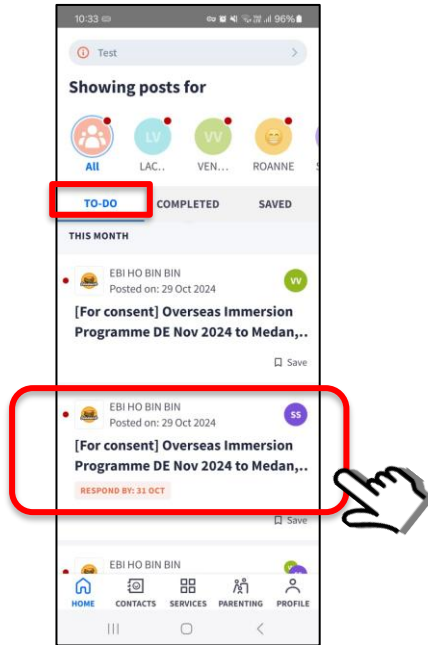 10:33
96%
Test
Showing posts for
LV
VV
All
LAC..
VEN...
ROANNE
TO-DO
COMPLETED
SAVED
THIS MONTH
EBI HO BIN BIN
VV
Posted on: 29 Oct 2024
[For consent] Overseas Immersion
Programme DE Nov 2024 to Medan,..
Save
EBI HO BIN BIN
SS
Posted on: 29 Oct 2024
[For consent] Overseas Immersion
Programme DE Nov 2024 to Medan,..
RESPOND BY: 31 OCT
Save
EBI HO BIN BIN
HOME
CONTACTS
SERVICES
PARENTING
PROFILE